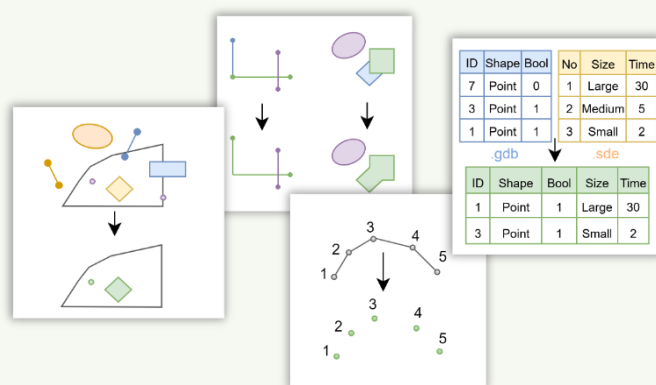 ID Shape Bool
7 Point 0
3 Point 1
1 Point 1
.gdb
No Size Time
1 Large 30
2 Medium 5
3 Small 2
.sde
ID Shape Bool Size Time
1 Point 1 Large 30
3 Point 1 Small 2
1
2
3
4
5
1
2
3
4
5